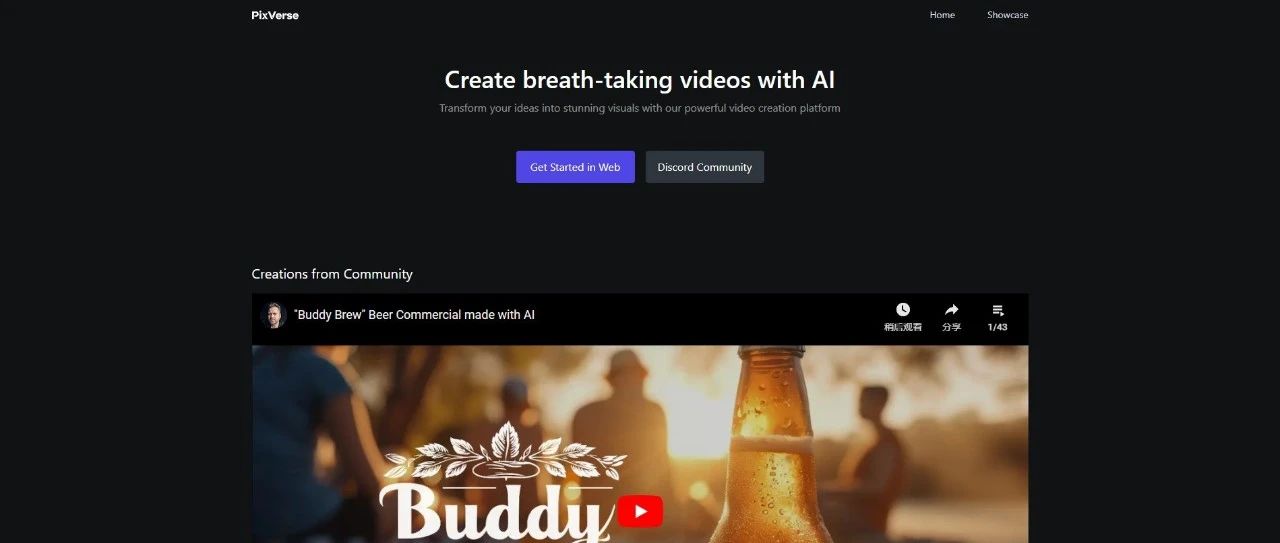 PixVerse
Home
Showcase
Create breath-taking videos with AI
Transform your ideas into stunning visuals with our powerful video creation platform
Get Started in Web
Discord Community
Creations from Community
"Buddy Brew" Beer Commercial made with AI
稍后观看
分享
1/43
Buddy